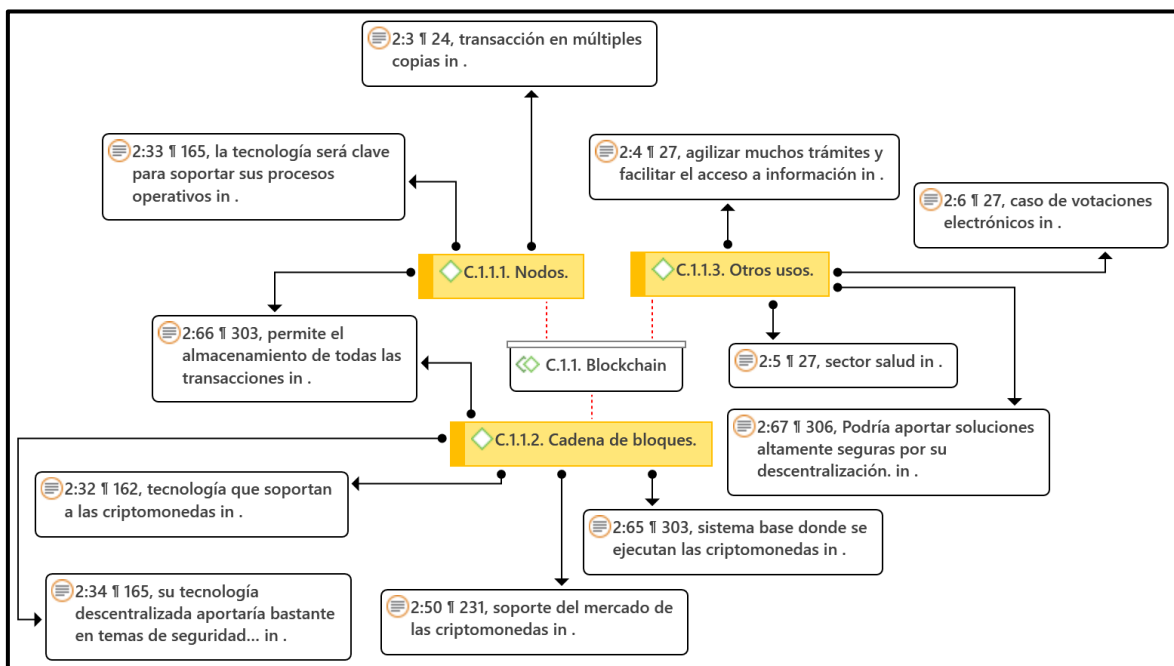 2:3 ¶ 24, transacción en múltiples
copias in .
2:33 ¶ 165, la tecnología será clave
para soportar sus procesos
operativos in .
2:4 ¶ 27, agilizar muchos trámites y
facilitar el acceso a información in .
2:6 ¶ 27, caso de votaciones
electrónicos in .
C.1.1.1. Nodos.
C.1.1.3. Otros usos.
2:66 ¶ 303, permite el
almacenamiento de todas las
transacciones in .
C.1.1. Blockchain
2:5 ¶ 27, sector salud in .
C.1.1.2. Cadena de bloques.
2:67 ¶ 306, Podría aportar soluciones
altamente seguras por su
descentralización. in .
2:32 ¶ 162, tecnología que soportan
a las criptomonedas in .
2:65 ¶ 303, sistema base donde se
ejecutan las criptomonedas in .
2:34 ¶ 165, su tecnología
descentralizada aportaría bastante
en temas de seguridad... in .
2:50 ¶ 231, soporte del mercado de
las criptomonedas in .